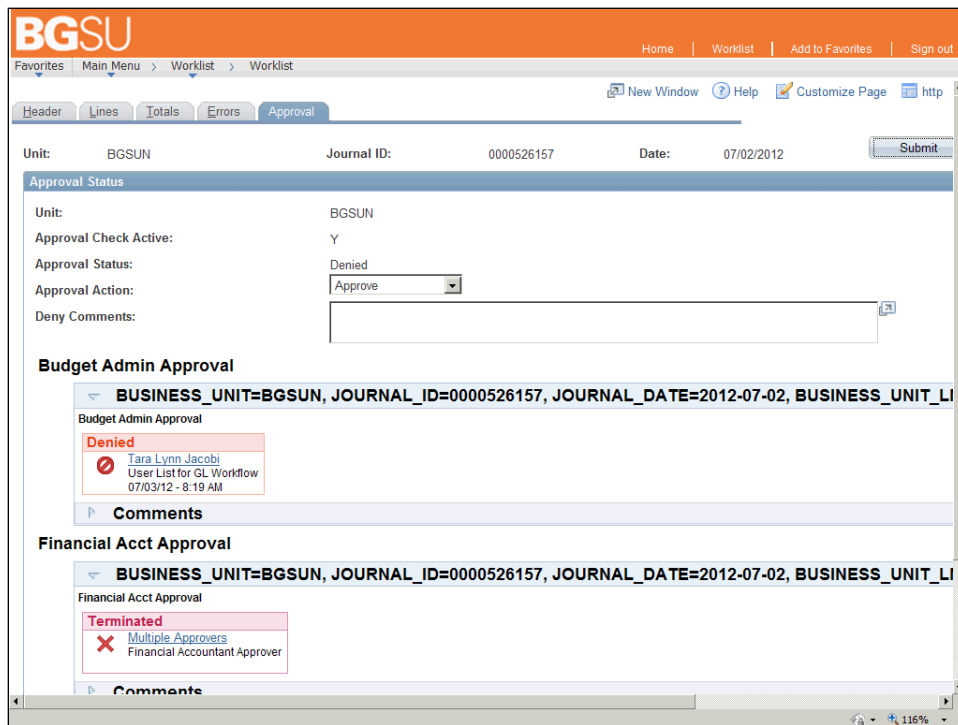 BGSU
Home | Worklist | Add to Favorites | Sign out
Favorites Main Menu > Worklist > Worklist
New Window Help Customize Page http
Header Lines Totals Errors Approval
Unit: BGSUN Journal ID: 0000526157 Date: 07/02/2012 Submit
Approval Status
Unit: BGSUN
Approval Check Active: Y
Approval Status: Denied
Approval Action: Approve
Deny Comments:
Budget Admin Approval
BUSINESS_UNIT=BGSUN, JOURNAL_ID=0000526157, JOURNAL_DATE=2012-07-02, BUSINESS_UNIT_LI
Budget Admin Approval
Denied
Tara Lynn Jacobi
User List for GL Workflow
07/03/12 - 8:19 AM
Comments
Financial Acct Approval
BUSINESS_UNIT=BGSUN, JOURNAL_ID=0000526157, JOURNAL_DATE=2012-07-02, BUSINESS_UNIT_LI
Financial Acct Approval
Terminated
Multiple Approvers
Financial Accountant Approver
Comments
116%